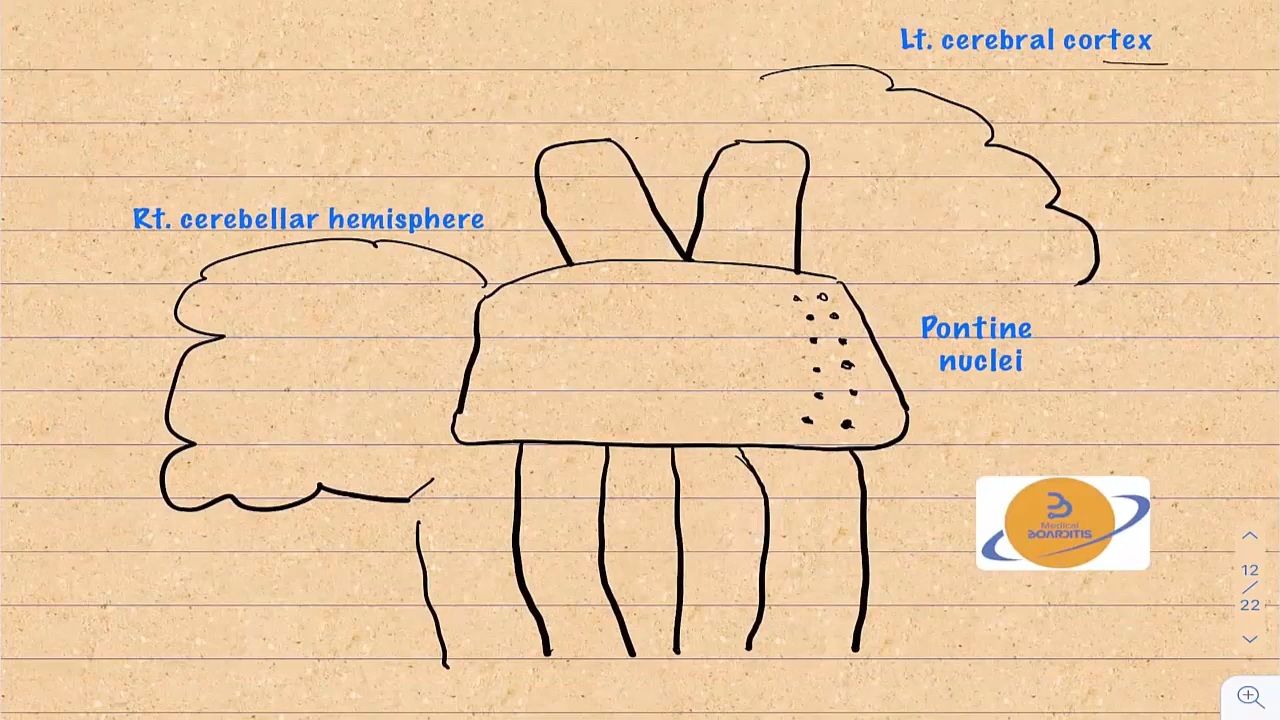 Lt. cerebral cortex
Rt. cerebellar hemisphere
Pontine
nuclei
Medical
BOARDITIS
12
/
22